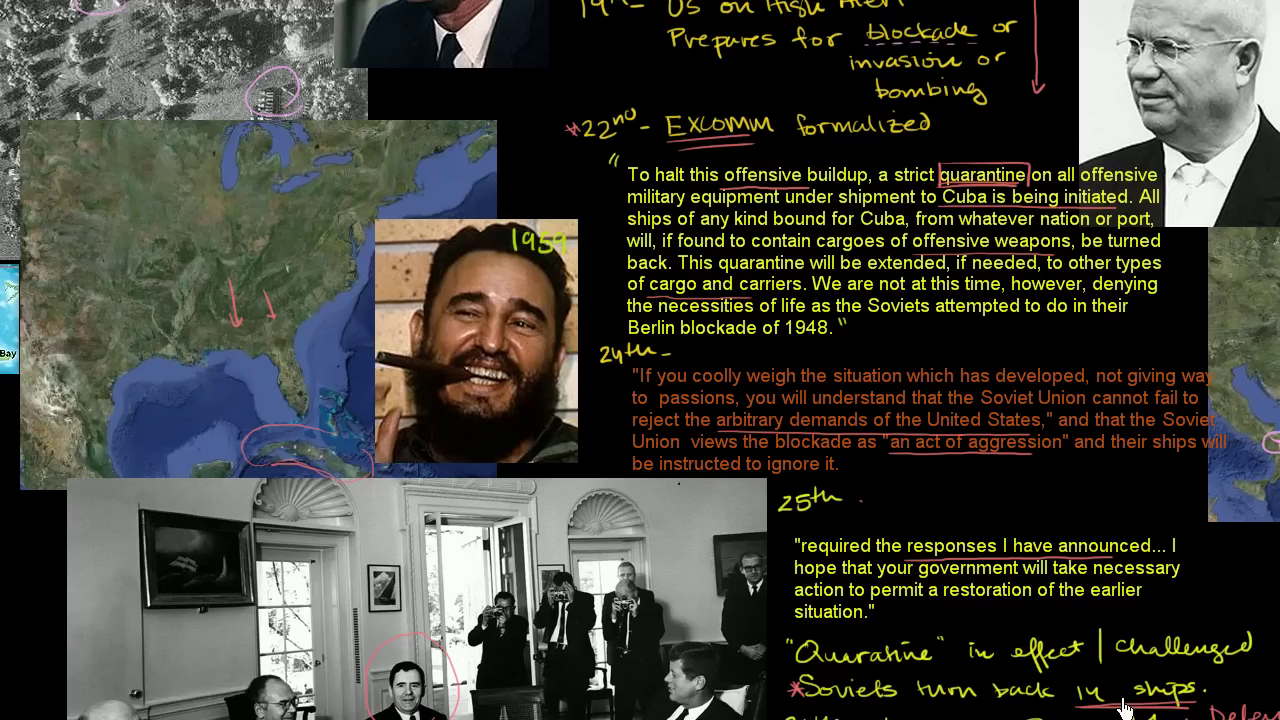 19th - US on High Alert
Prepares for blockade or
invasion or
bombing
*22nd - EXCOMM formalized
"
To halt this offensive buildup, a strict quarantine on all offensive
military equipment under shipment to Cuba is being initiated. All
ships of any kind bound for Cuba, from whatever nation or port,
will, if found to contain cargoes of offensive weapons, be turned
back. This quarantine will be extended, if needed, to other types
of cargo and carriers. We are not at this time, however, denying
the necessities of life as the Soviets attempted to do in their
Berlin blockade of 1948. "
1959
Bay
24th -
"If you coolly weigh the situation which has developed, not giving way
to passions, you will understand that the Soviet Union cannot fail to
reject the arbitrary demands of the United States," and that the Soviet
Union views the blockade as "an act of aggression" and their ships will
be instructed to ignore it.
25th -
"required the responses I have announced... I
hope that your government will take necessary
action to permit a restoration of the earlier
situation."
"Quaratine" in effect | challenged
*Soviets turn back 14 ships.